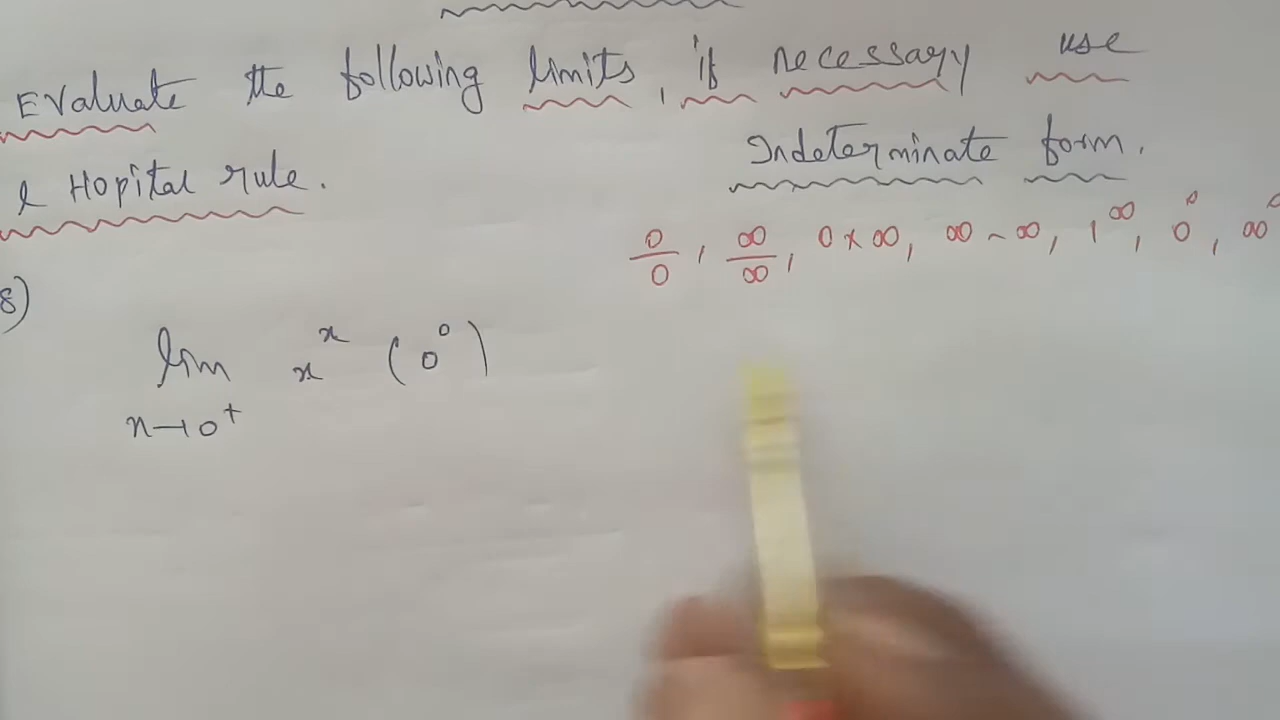 Evaluate the following limits, if necessary use
l Hopital rule.
Indeterminate form.
0/0, ∞/∞, 0×∞, ∞~∞, 1^∞, 0^0, ∞^0
8)
lim x^x (0^0)
x→0+